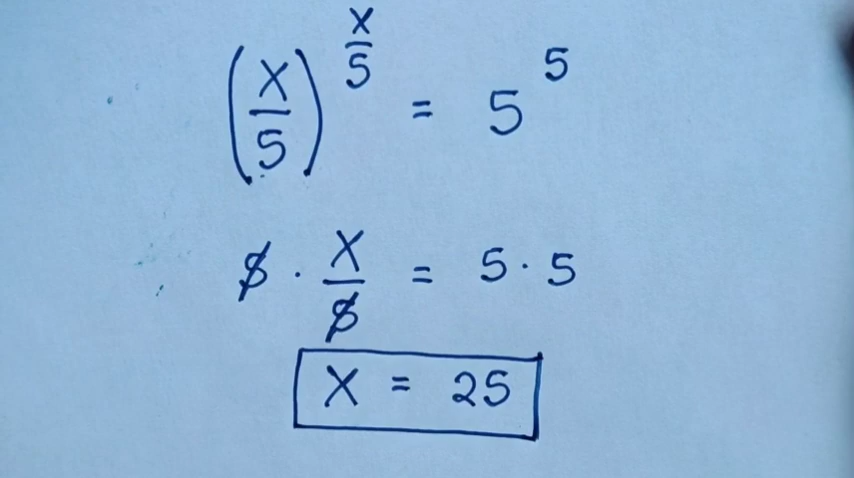 (x/5)^(x/5) = 5^5
5 · x/5 = 5 · 5
x = 25